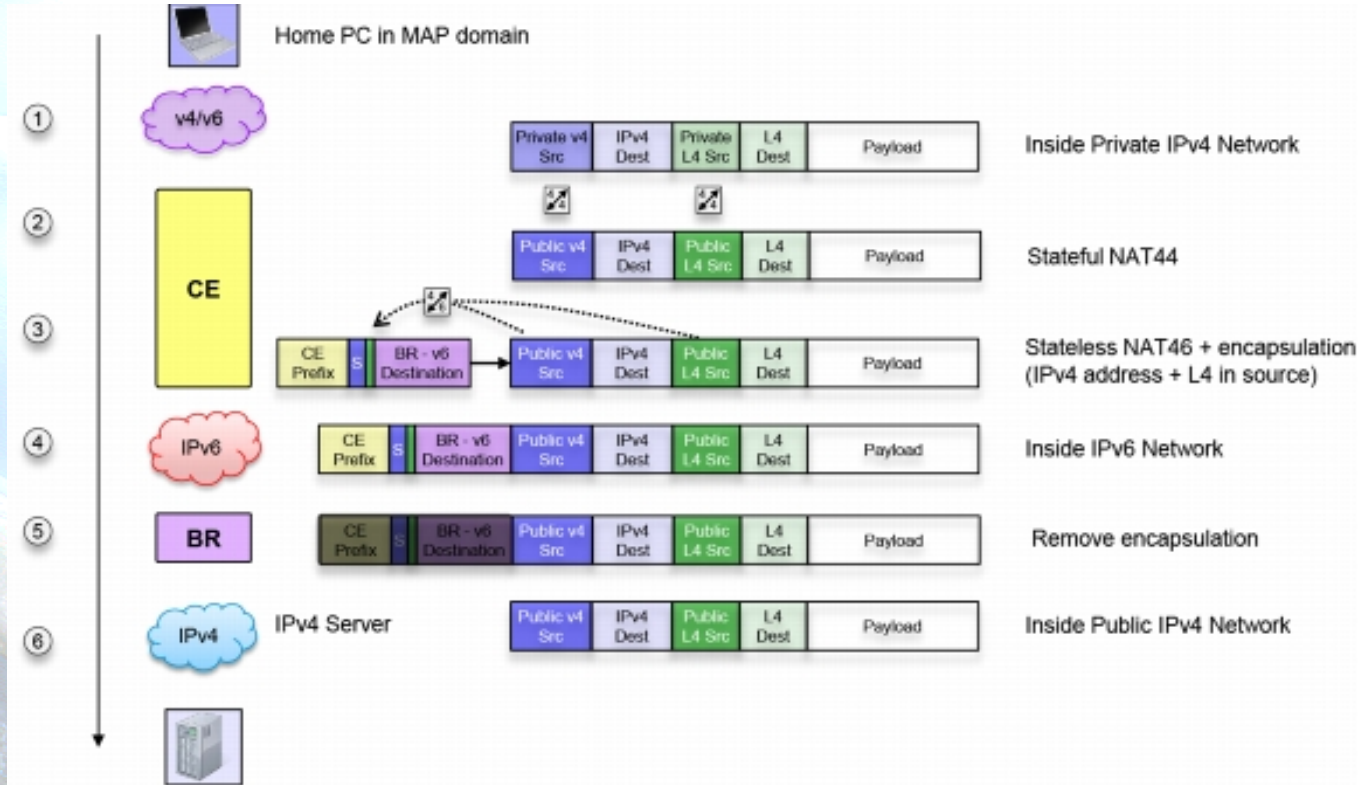 Home PC in MAP domain
1
v4/v6
Private v4 Src
IPv4 Dest
Private L4 Src
L4 Dest
Payload
Inside Private IPv4 Network
4 4
4 4
2
CE
Public v4 Src
IPv4 Dest
Public L4 Src
L4 Dest
Payload
Stateful NAT44
4 6
3
CE Prefix
S
BR - v6 Destination
Public v4 Src
IPv4 Dest
Public L4 Src
L4 Dest
Payload
Stateless NAT46 + encapsulation
(IPv4 address + L4 in source)
4
IPv6
CE Prefix
S
BR - v6 Destination
Public v4 Src
IPv4 Dest
Public L4 Src
L4 Dest
Payload
Inside IPv6 Network
5
BR
CE Prefix
S
BR - v6 Destination
Public v4 Src
IPv4 Dest
Public L4 Src
L4 Dest
Payload
Remove encapsulation
6
IPv4
IPv4 Server
Public v4 Src
IPv4 Dest
Public L4 Src
L4 Dest
Payload
Inside Public IPv4 Network